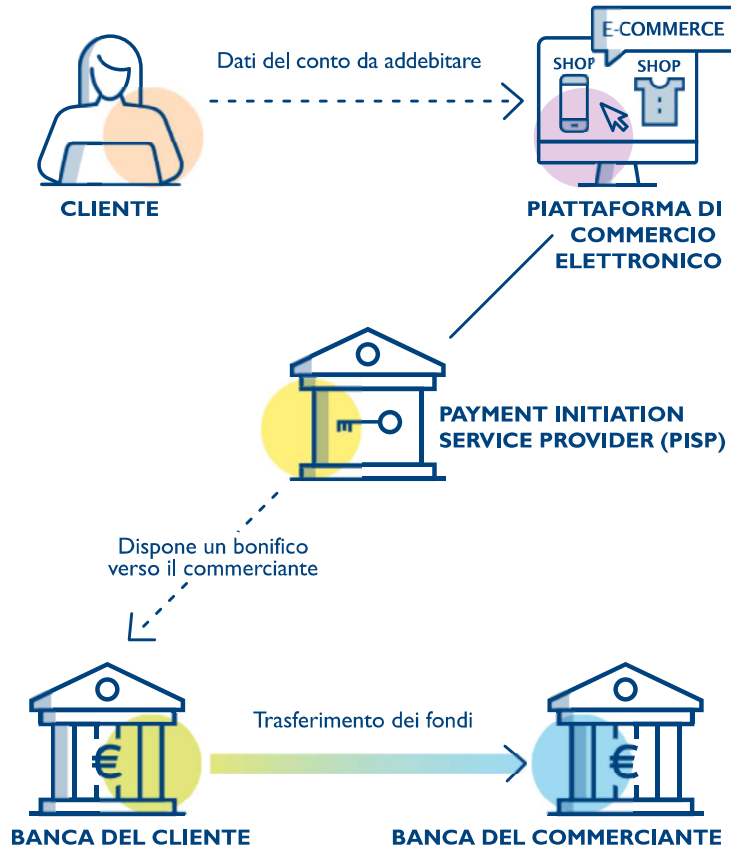 E-COMMERCE
Dati del conto da addebitare
SHOP
SHOP
CLIENTE
PIATTAFORMA DI
COMMERCIO
ELETTRONICO
PAYMENT INITIATION
SERVICE PROVIDER (PISP)
Dispone un bonifico
verso il commerciante
Trasferimento dei fondi
€
€
BANCA DEL CLIENTE
BANCA DEL COMMERCIANTE